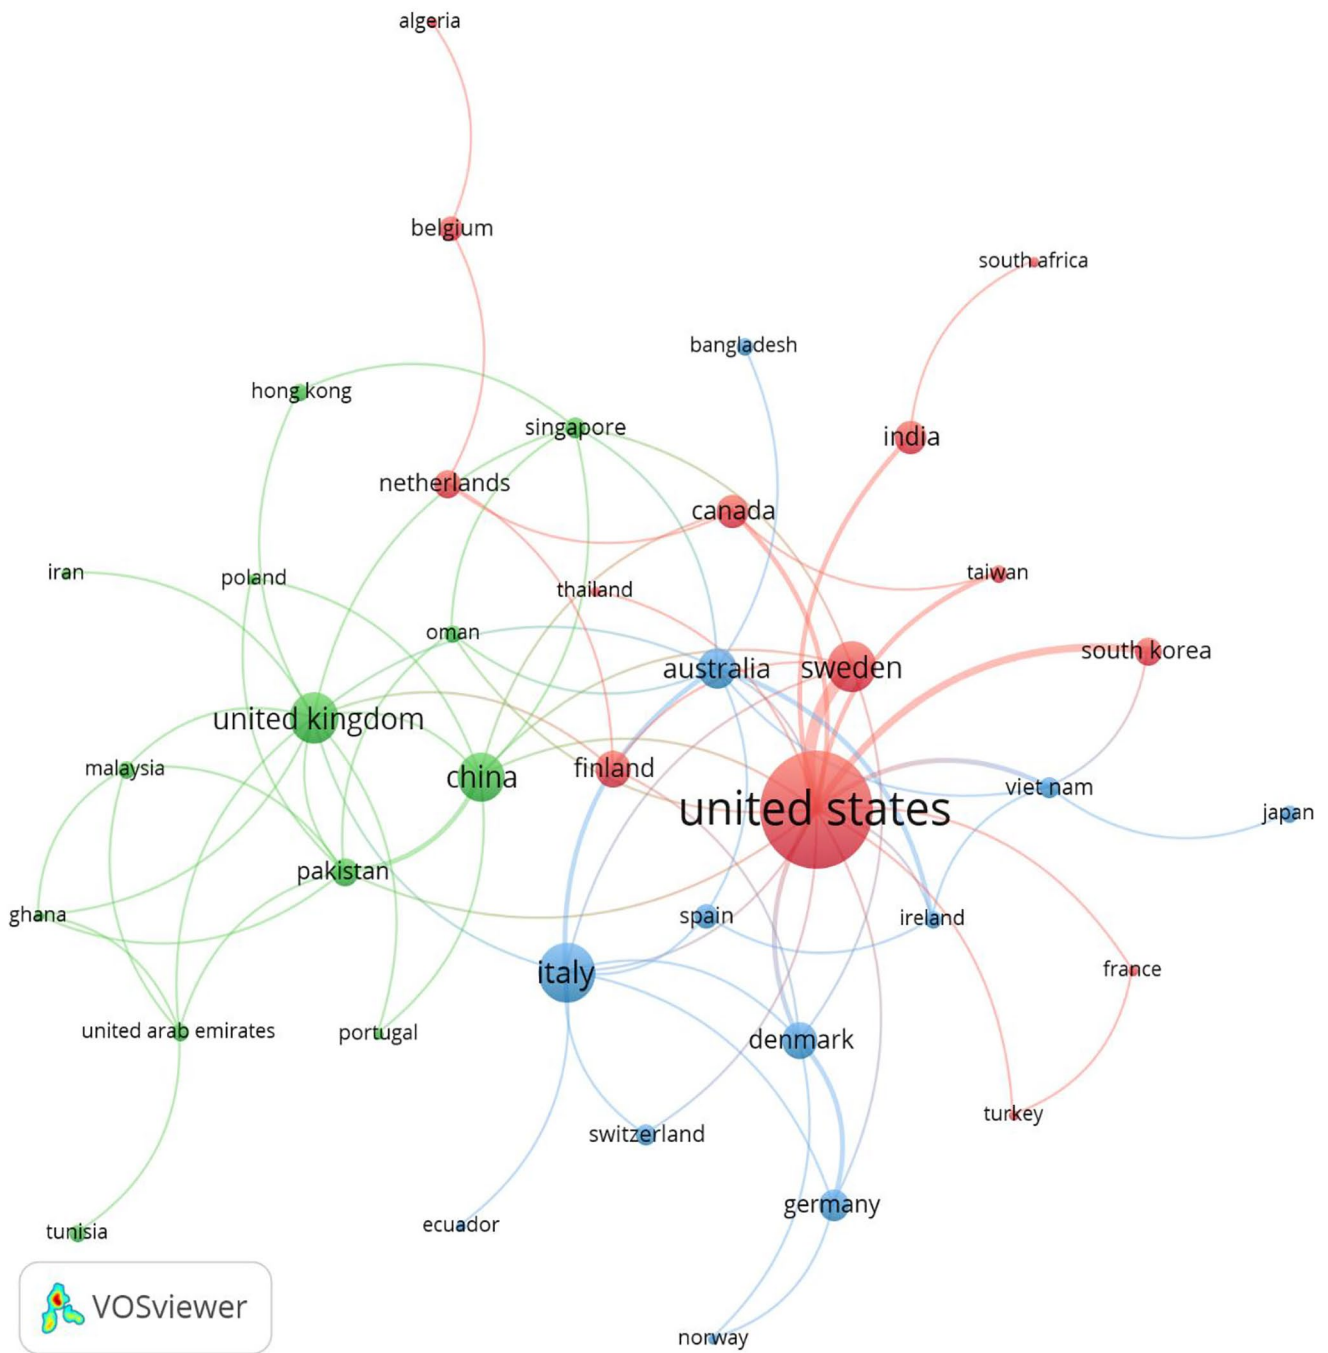 algeria
belgium
south africa
bangladesh
hong kong
singapore
india
netherlands
canada
iran
poland
thailand
taiwan
oman
australia
sweden
south korea
united kingdom
malaysia
china
finland
united states
viet nam
japan
pakistan
ghana
spain
ireland
italy
france
united arab emirates
portugal
denmark
turkey
switzerland
germany
ecuador
tunisia
VOSviewer
norway